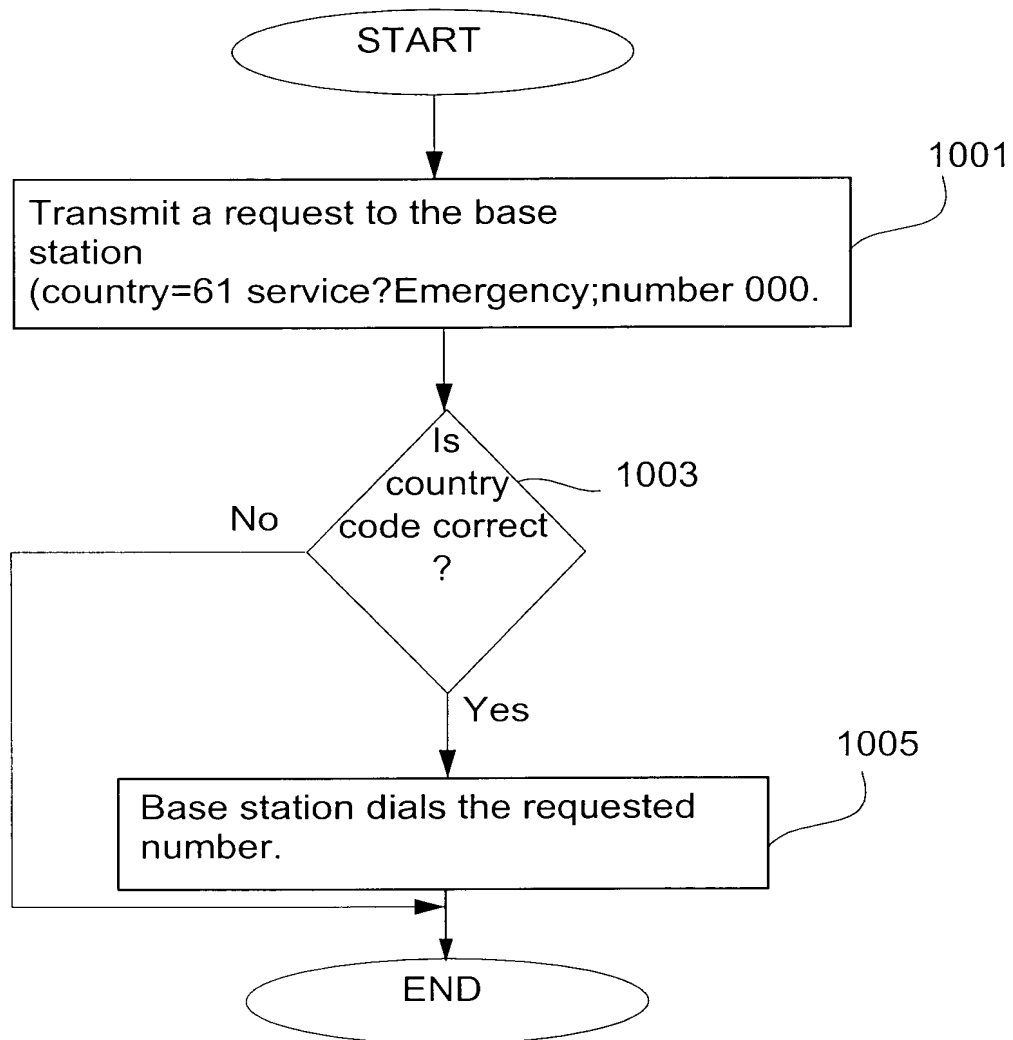 START
1001
Transmit a request to the base
station
(country=61 service?Emergency;number 000.
Is
country
code correct
?
1003
No
Yes
1005
Base station dials the requested
number.
END